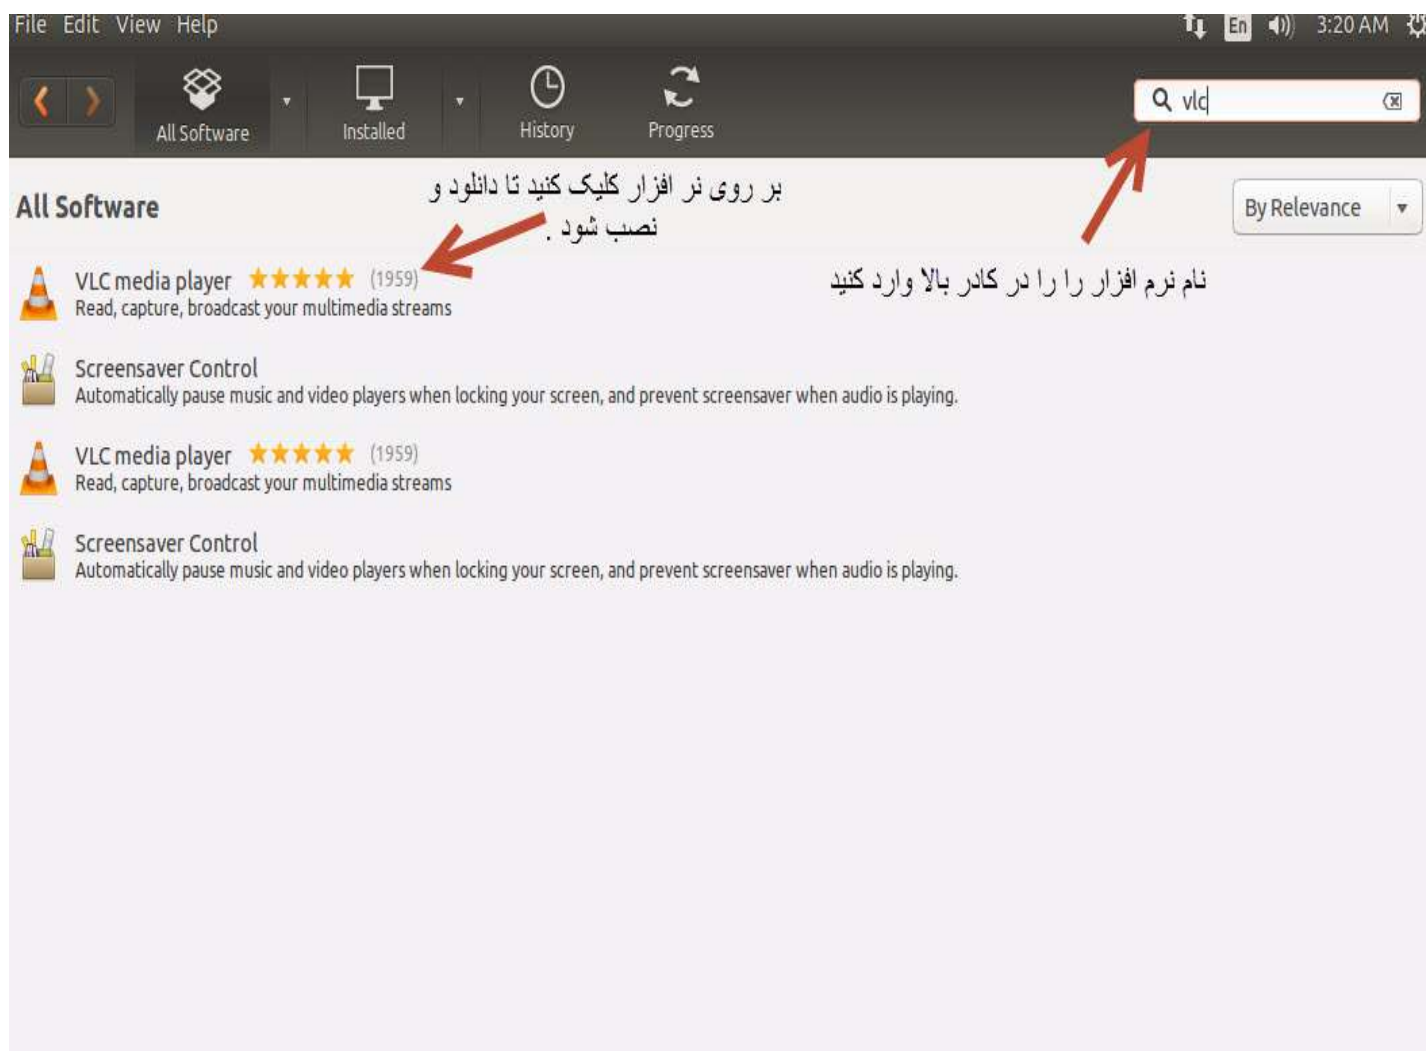 File Edit View Help
En 3:20 AM
All Software Installed History Progress
vlc
All Software
By Relevance
بر روی نر افزار کلیک کنید تا دانلود و
نصب شود .
نام نرم افزار را را در کادر بالا وارد کنید
VLC media player (1959)
Read, capture, broadcast your multimedia streams
Screensaver Control
Automatically pause music and video players when locking your screen, and prevent screensaver when audio is playing.
VLC media player (1959)
Read, capture, broadcast your multimedia streams
Screensaver Control
Automatically pause music and video players when locking your screen, and prevent screensaver when audio is playing.